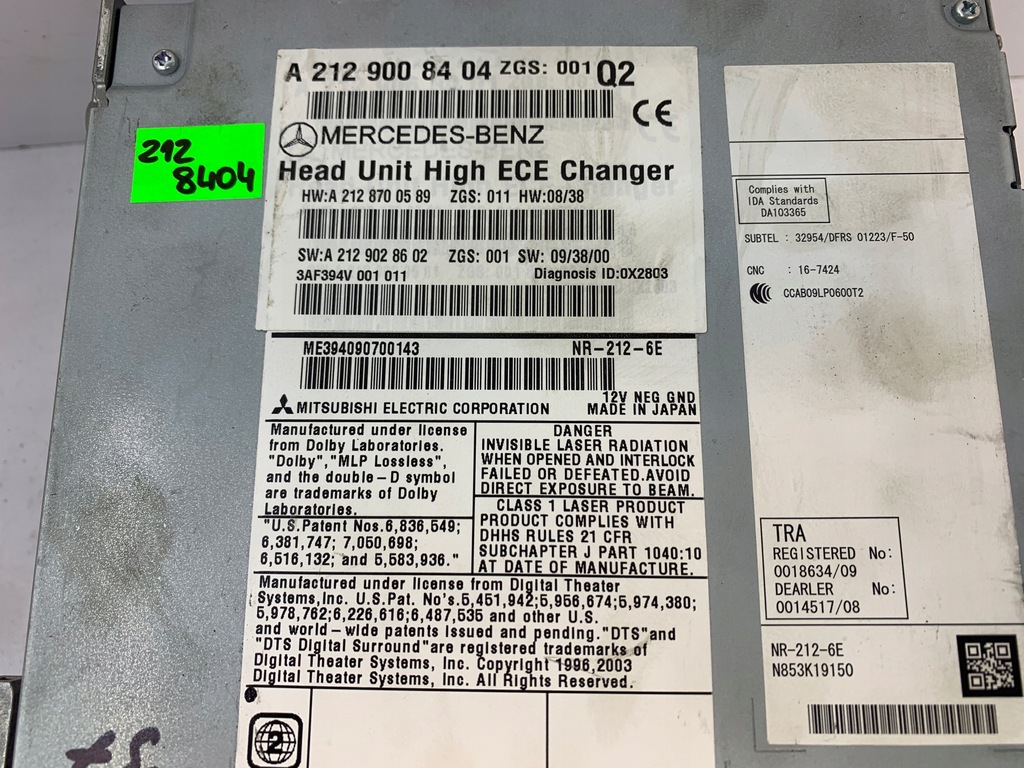 A 212 900 84 04 ZGS: 001 Q2
CE
MERCEDES-BENZ
Head Unit High ECE Changer
HW:A 212 870 05 89 ZGS: 011 HW:08/38
SW:A 212 902 86 02 ZGS: 001 SW: 09/38/00
3AF394V 001 011 Diagnosis ID:0X2803
212
8404
ME394090700143 NR-212-6E
12V NEG GND
MITSUBISHI ELECTRIC CORPORATION MADE IN JAPAN
Manufactured under license
from Dolby Laboratories.
"Dolby","MLP Lossless",
and the double-D symbol
are trademarks of Dolby
Laboratories.
"U.S.Patent Nos.6,836,549;
6,381,747; 7,050,698;
6,516,132; and 5,583,936."
DANGER
INVISIBLE LASER RADIATION
WHEN OPENED AND INTERLOCK
FAILED OR DEFEATED.AVOID
DIRECT EXPOSURE TO BEAM.
CLASS 1 LASER PRODUCT
PRODUCT COMPLIES WITH
DHHS RULES 21 CFR
SUBCHAPTER J PART 1040:10
AT DATE OF MANUFACTURE.
Manufactured under license from Digital Theater
Systems,Inc. U.S.Pat. No's.5,451,942;5,956,674;5,974,380;
5,978,762;6,226,616;6,487,535 and other U.S.
and world-wide patents issued and pending."DTS"and
"DTS Digital Surround"are registered trademarks of
Digital Theater Systems, Inc. Copyright 1996,2003
Digital Theater Systems, Inc. All Rights Reserved.
2
Complies with
IDA Standards
DA103365
SUBTEL : 32954/DFRS 01223/F-50
CNC : 16-7424
CCAB09LP0600T2
TRA
REGISTERED No:
0018634/09
DEARLER No:
0014517/08
NR-212-6E
N853K19150